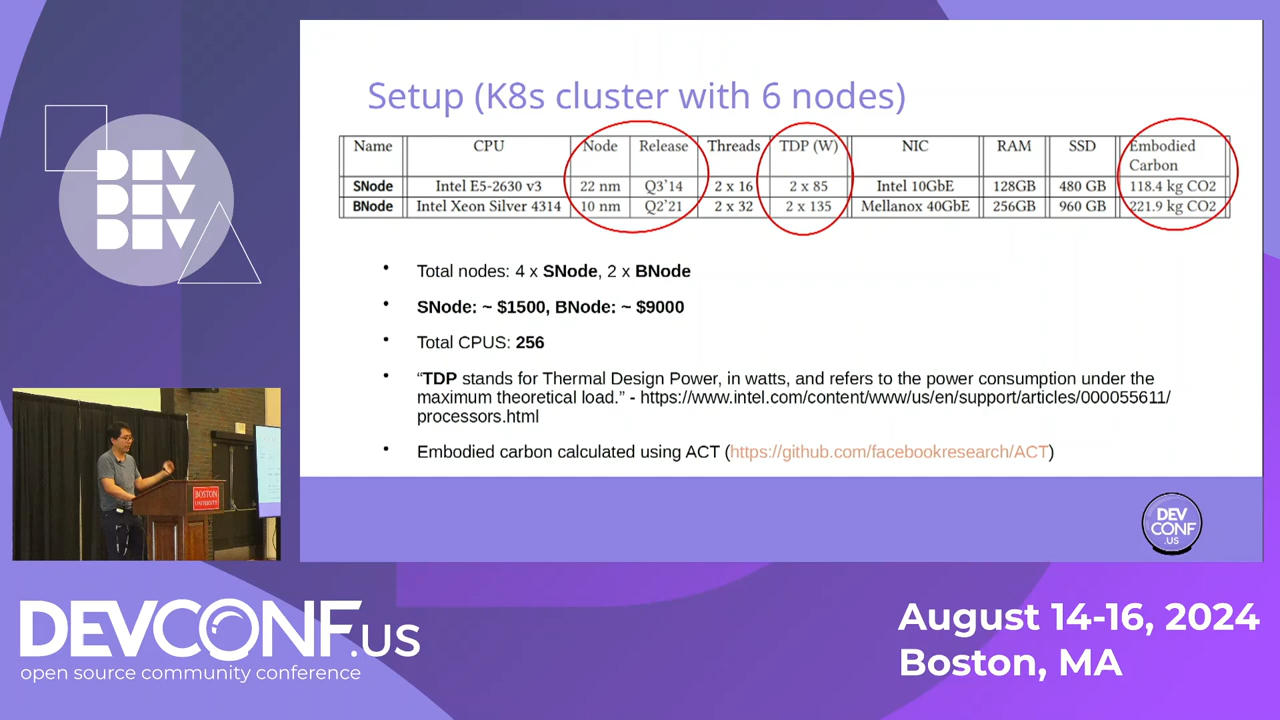 Setup (K8s cluster with 6 nodes)
Name CPU Node Release Threads TDP (W) NIC RAM SSD Embodied Carbon
SNode Intel E5-2630 v3 22 nm Q3'14 2 x 16 2 x 85 Intel 10GbE 128GB 480 GB 118.4 kg CO2
BNode Intel Xeon Silver 4314 10 nm Q2'21 2 x 32 2 x 135 Mellanox 40GbE 256GB 960 GB 221.9 kg CO2
• Total nodes: 4 x SNode, 2 x BNode
• SNode: ~ $1500, BNode: ~ $9000
• Total CPUS: 256
• “TDP stands for Thermal Design Power, in watts, and refers to the power consumption under the
maximum theoretical load.” - https://www.intel.com/content/www/us/en/support/articles/000055611/
processors.html
• Embodied carbon calculated using ACT (https://github.com/facebookresearch/ACT)
DEV
DEV
DEV
BOSTON
UNIVERSITY
DEV
CONF
.US
DEVCONF.US
open source community conference
August 14-16, 2024
Boston, MA